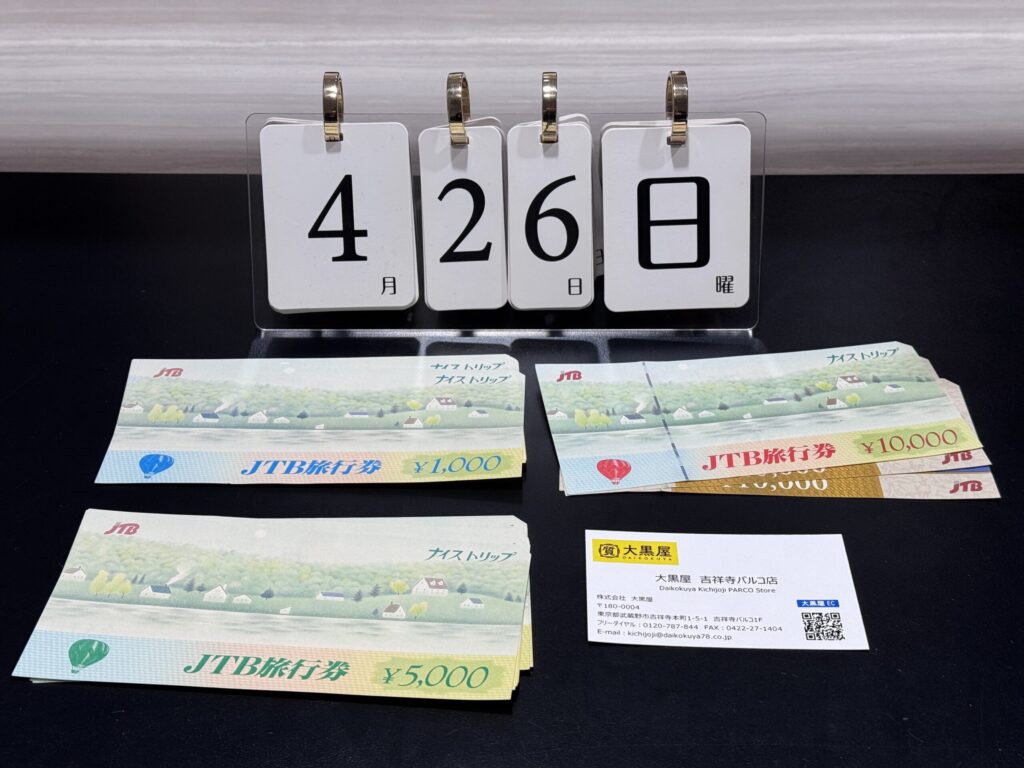 4月
26日
日曜
JTB
ナイストリップ
ナイストリップ
JTB旅行券
¥1,000
JTB
ナイストリップ
JTB旅行券
¥10,000
JTB
¥10,000
JTB
JTB
ナイストリップ
JTB旅行券
¥5,000
質 大黒屋
DAIKOKUYA
大黒屋 吉祥寺パルコ店
Daikokuya Kichijoji PARCO Store
株式会社 大黒屋
〒180-0004
東京都武蔵野市吉祥寺本町1-5-1 吉祥寺パルコ1F
フリーダイヤル:0120-787-844 FAX:0422-27-1404
E-mail:kichijoji@daikokuya78.co.jp
大黒屋 EC